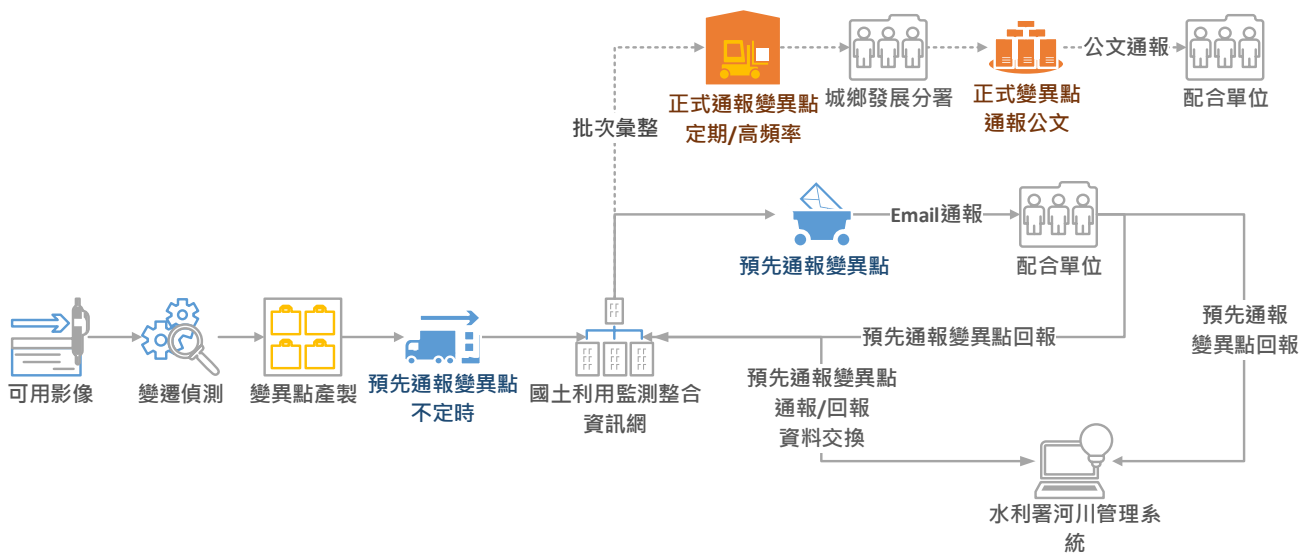 公文通報
正式通報變異點
定期/高頻率
城鄉發展分署
正式變異點
通報公文
配合單位
批次彙整
Email通報
預先通報變異點
配合單位
預先通報
變異點回報
預先通報變異點回報
可用影像
變遷偵測
變異點產製
預先通報變異點
不定時
國土利用監測整合
資訊網
預先通報變異點
通報/回報
資料交換
水利署河川管理系
統